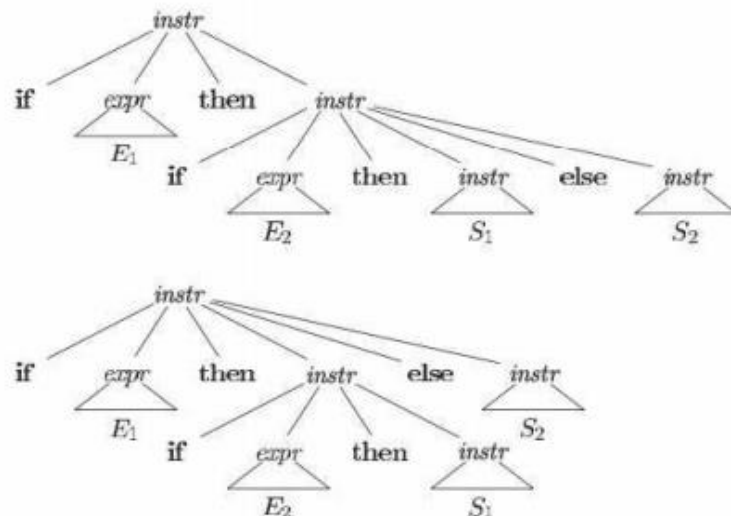 instr
if expr then instr
E₁
if expr then instr else instr
E₂ S₁ S₂
instr
if expr then instr else instr
E₁ S₂
if expr then instr
E₂ S₁